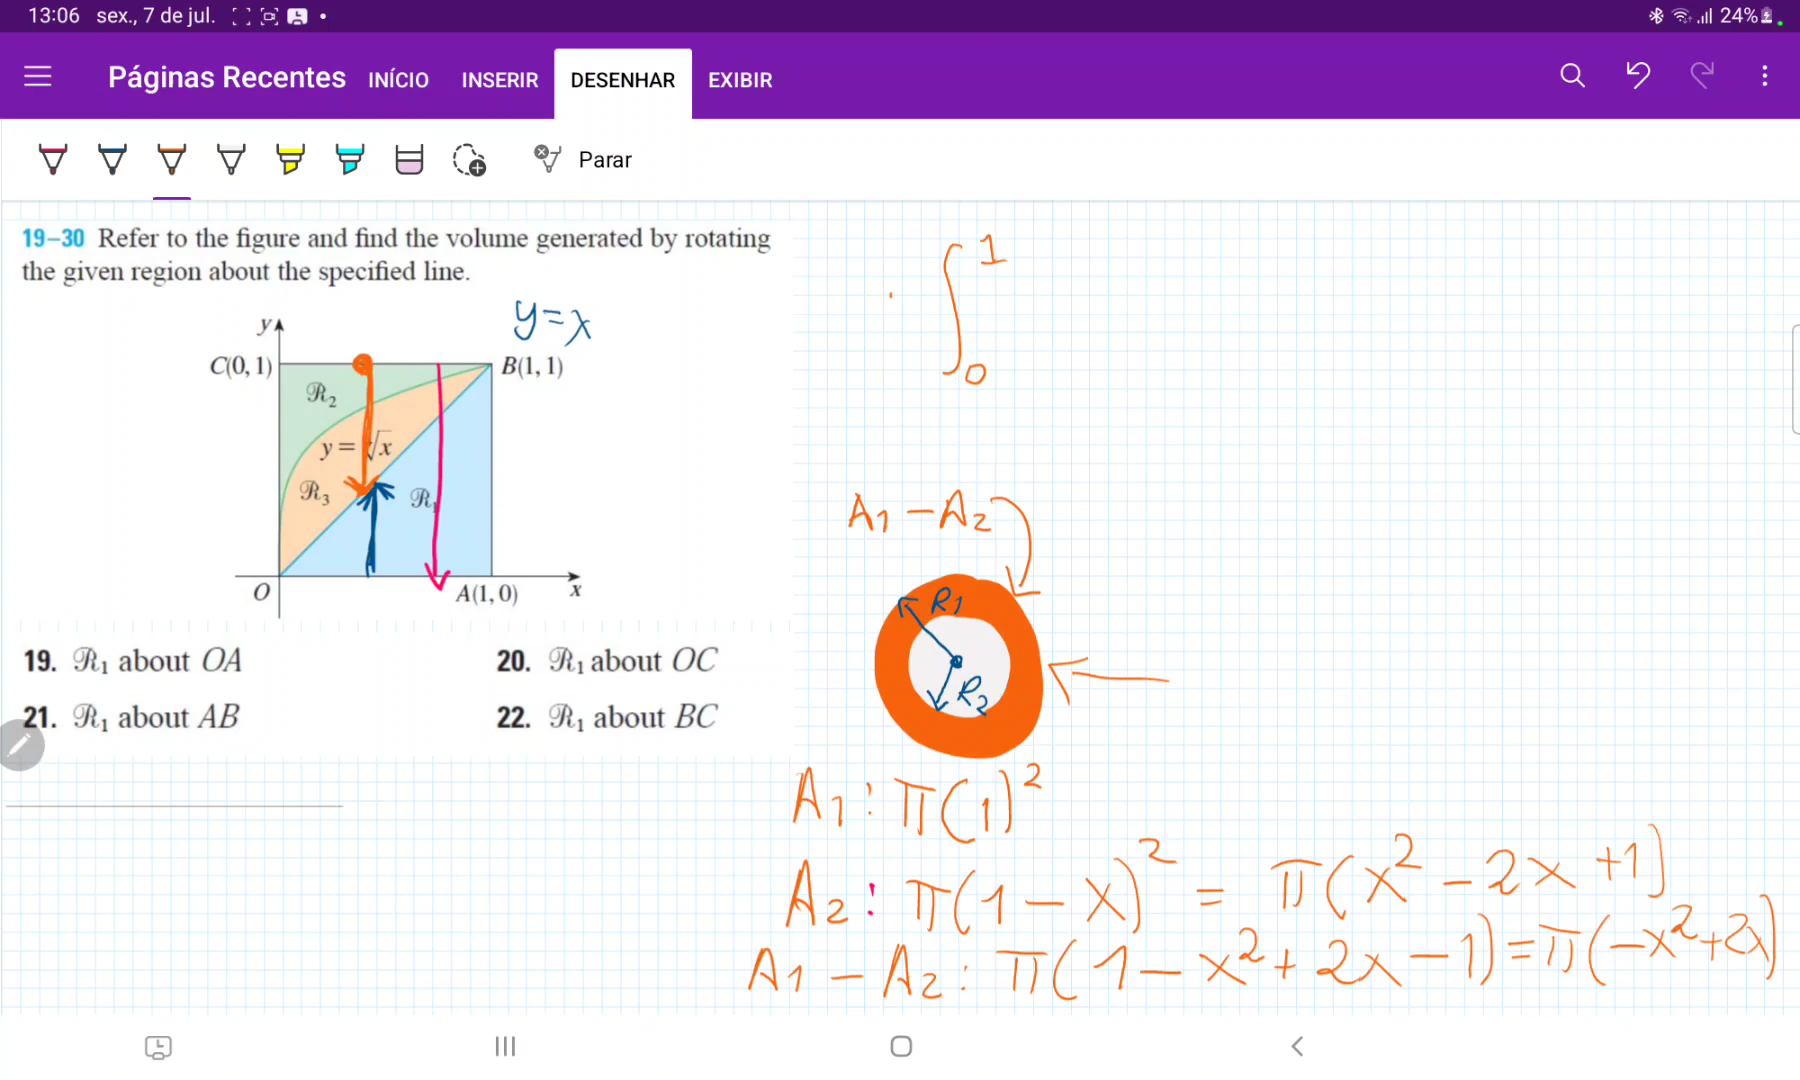 13:06 sex., 7 de jul. 24%
Páginas Recentes INÍCIO INSERIR DESENHAR EXIBIR
Parar
19–30 Refer to the figure and find the volume generated by rotating
the given region about the specified line.
y=x
y
C(0, 1) B(1, 1)
ℛ₂
y = ∜x
ℛ₃ ℛ₁
O A(1, 0) x
19. ℛ₁ about OA 20. ℛ₁ about OC
21. ℛ₁ about AB 22. ℛ₁ about BC
∫ 1 0
A₁ − A₂
R₁
R₂
A₁: π(1)²
A₂: π(1 − x)² = π(x² − 2x + 1)
A₁ − A₂: π(1 − x² + 2x − 1) = π(−x² + 2x)